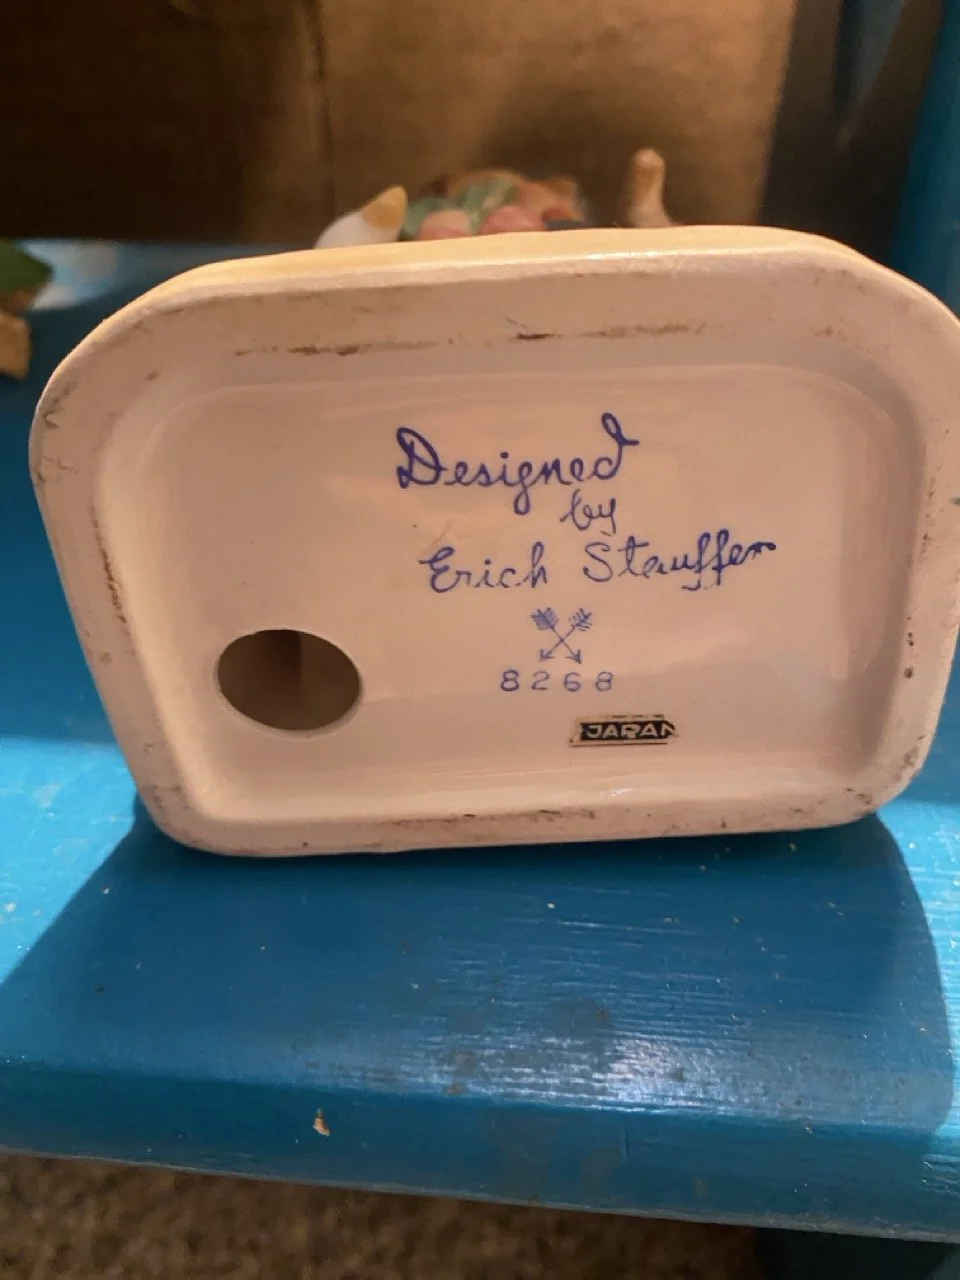 Designed
by
Erich Stauffer
8268
JAPAN